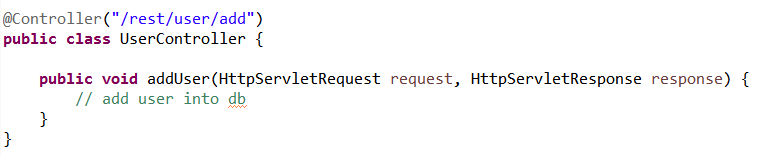 @Controller("/rest/user/add")
public class UserController {
public void addUser(HttpServletRequest request, HttpServletResponse response) {
// add user into db
}
}